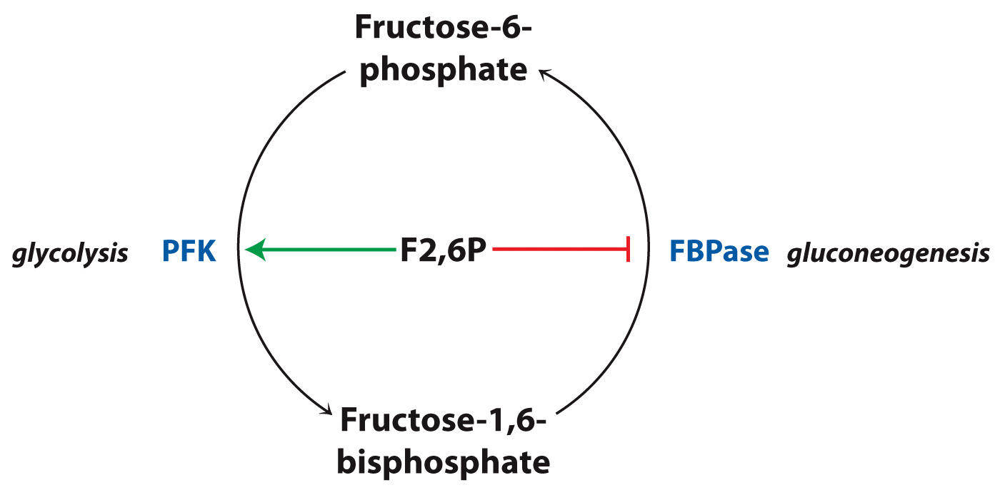 Fructose-6-
phosphate
glycolysis PFK F2,6P FBPase gluconeogenesis
Fructose-1,6-
bisphosphate